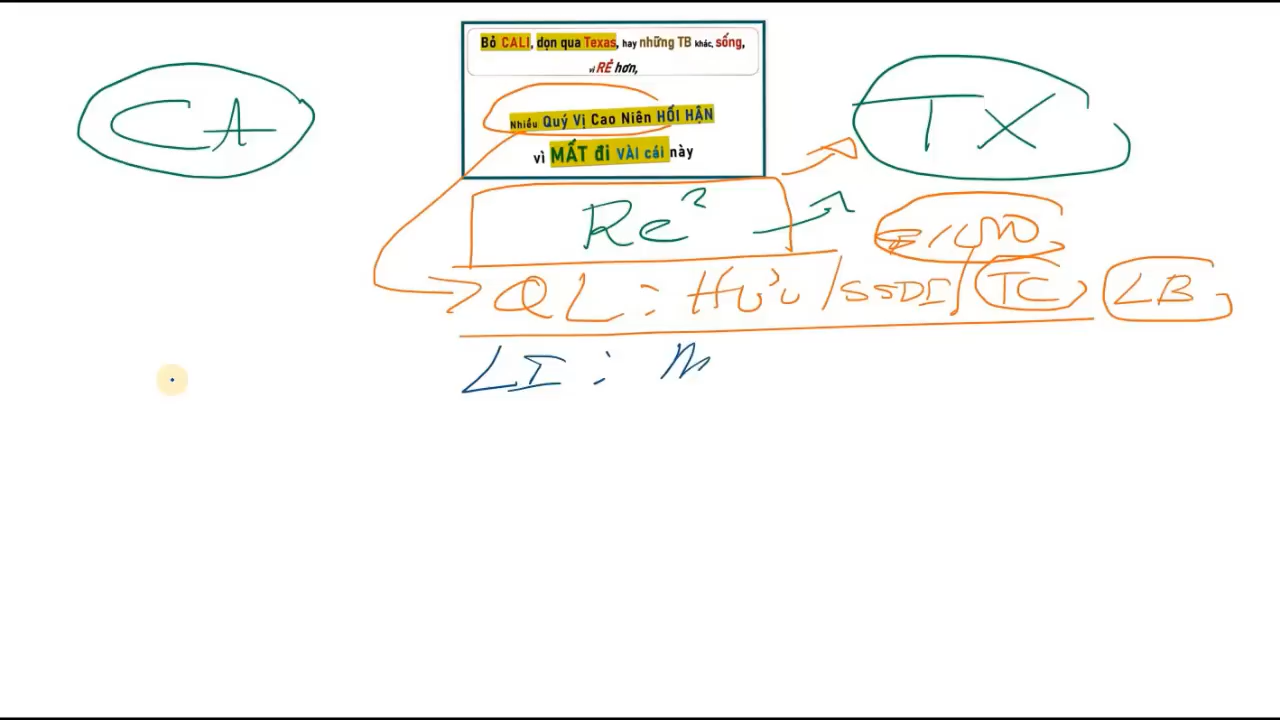 Bỏ CALI, dọn qua Texas, hay những TB khác, sống,
vì RẺ hơn,
Nhiều Quý Vị Cao Niên HỐI HẬN
vì MẤT đi VÀI cái này
CA
TX
Re²
QL : Hưu / SSDI / TC, LB,
LI : M